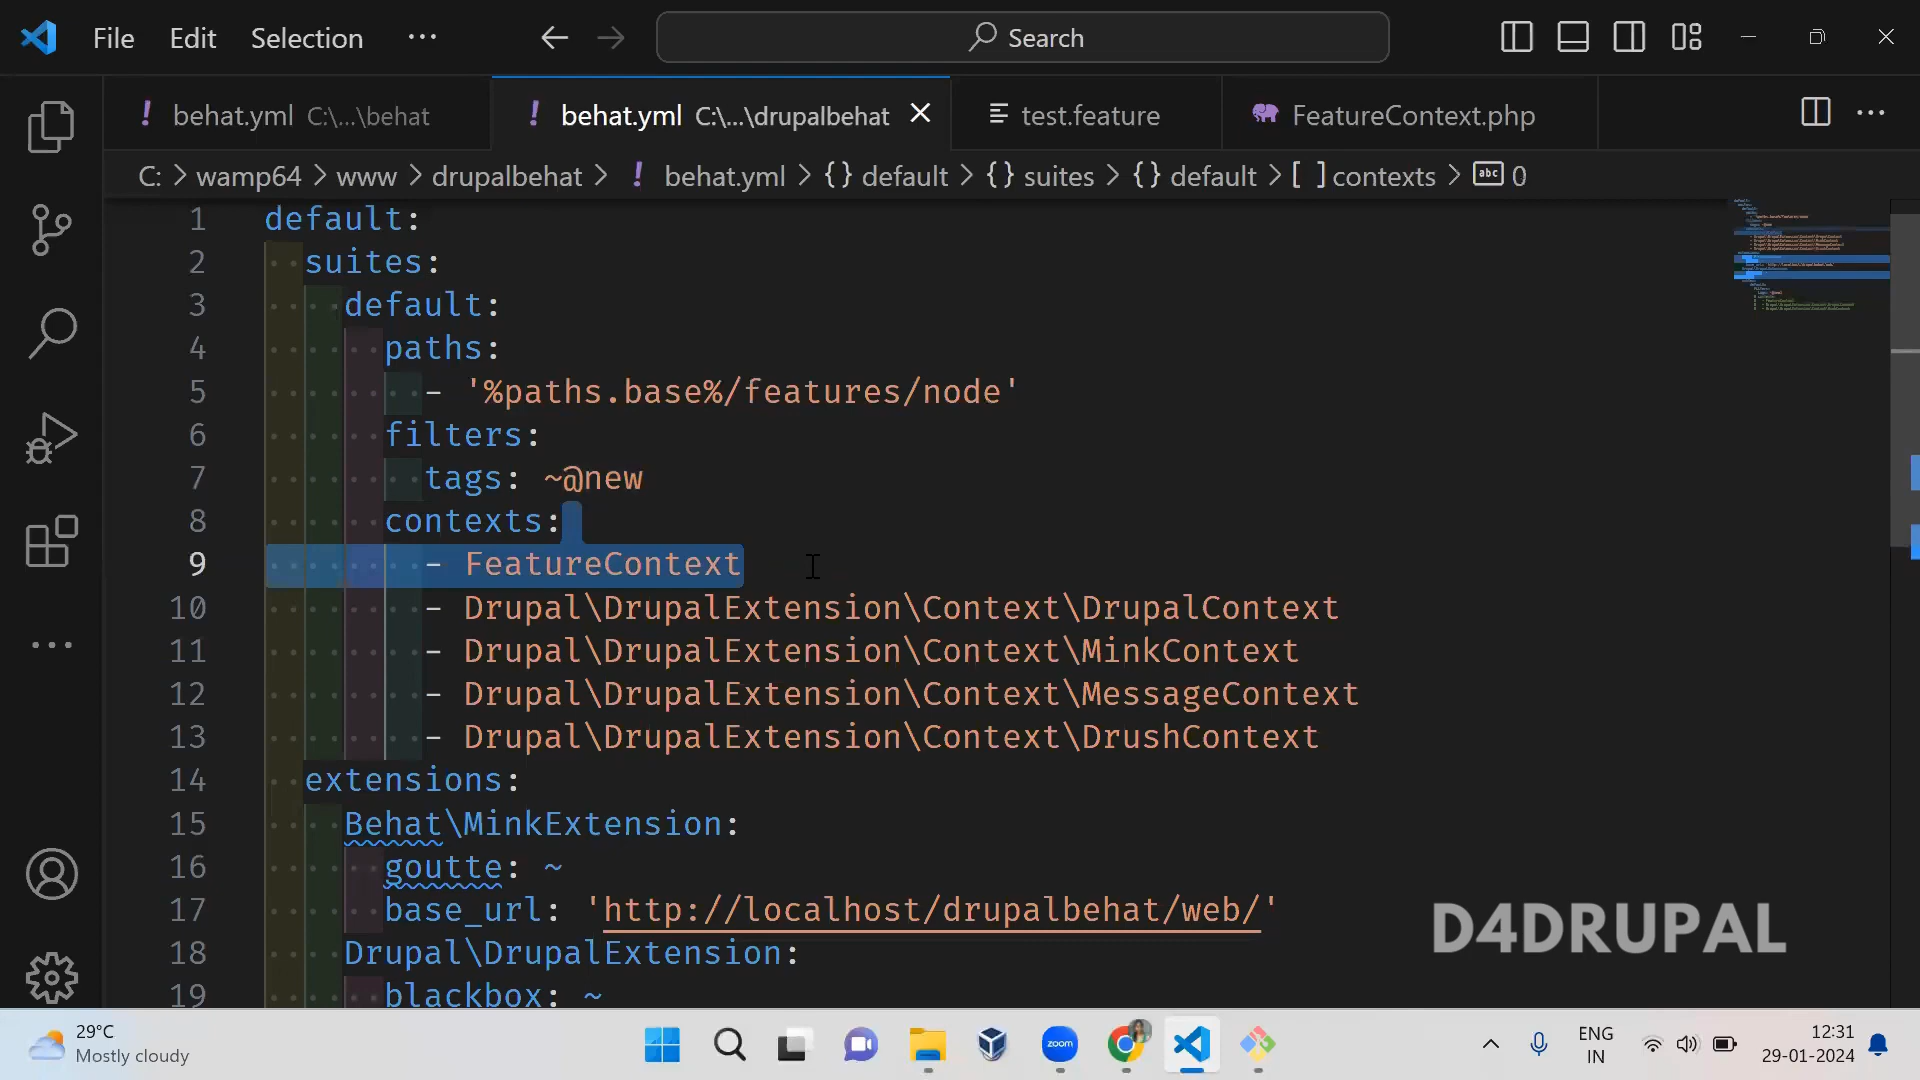 File Edit Selection ··· Search
! behat.yml C:\...\behat ! behat.yml C:\...\drupalbehat test.feature FeatureContext.php ···
C: > wamp64 > www > drupalbehat > ! behat.yml > {} default > {} suites > {} default > [ ] contexts > abc 0
1 default:
2 suites:
3 default:
4 paths:
5 - '%paths.base%/features/node'
6 filters:
7 tags: ~@new
8 contexts:
9 - FeatureContext
10 - Drupal\DrupalExtension\Context\DrupalContext
11 - Drupal\DrupalExtension\Context\MinkContext
12 - Drupal\DrupalExtension\Context\MessageContext
13 - Drupal\DrupalExtension\Context\DrushContext
14 extensions:
15 Behat\MinkExtension:
16 goutte: ~
17 base_url: 'http://localhost/drupalbehat/web/'
18 Drupal\DrupalExtension:
19 blackbox: ~
D4DRUPAL
29°C
Mostly cloudy
zoom
ENG
IN
12:31
29-01-2024